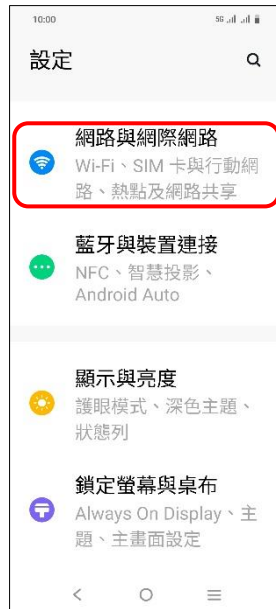 10:00 5G
設定
網路與網際網路
Wi-Fi、SIM 卡與行動網
路、熱點及網路共享
藍牙與裝置連接
NFC、智慧投影、
Android Auto
顯示與亮度
護眼模式、深色主題、
狀態列
鎖定螢幕與桌布
Always On Display、主
題、主畫面設定